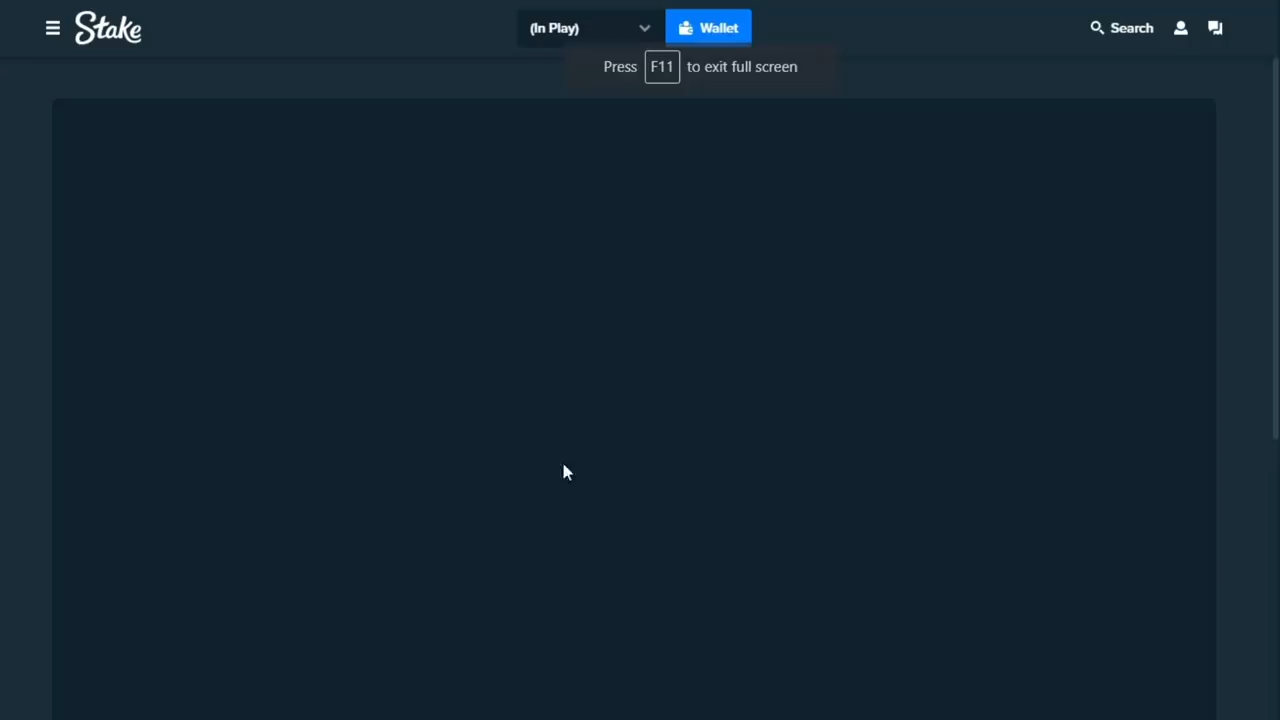 Stake
(In Play)
Wallet
Search
Press F11 to exit full screen